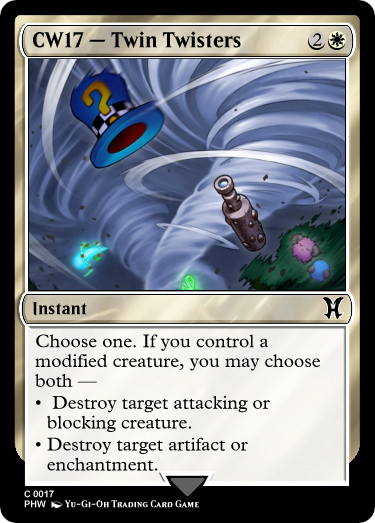 CW17 — Twin Twisters 2
?
Instant
Choose one. If you control a
modified creature, you may choose
both —
• Destroy target attacking or
blocking creature.
• Destroy target artifact or
enchantment.
C 0017
PHW Yu-Gi-Oh Trading Card Game